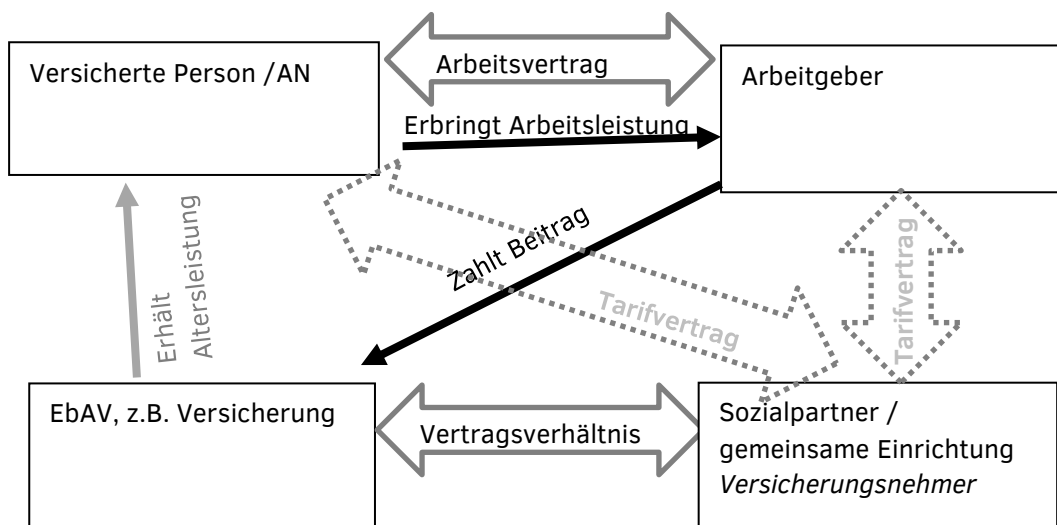 Versicherte Person /AN
Arbeitsvertrag
Arbeitgeber
Erbringt Arbeitsleistung
Zahlt Beitrag
Tarifvertrag
Tarifvertrag
Erhält
Altersleistung
EbAV, z.B. Versicherung
Vertragsverhältnis
Sozialpartner /
gemeinsame Einrichtung
Versicherungsnehmer